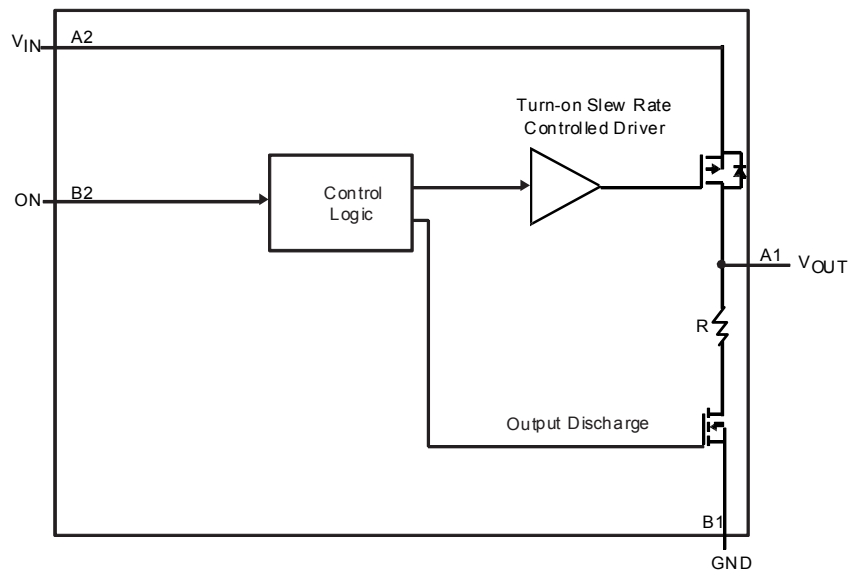 VIN
A2
Turn-on Slew Rate
Controlled Driver
ON
B2
Control
Logic
A1
VOUT
R
Output Discharge
B1
GND